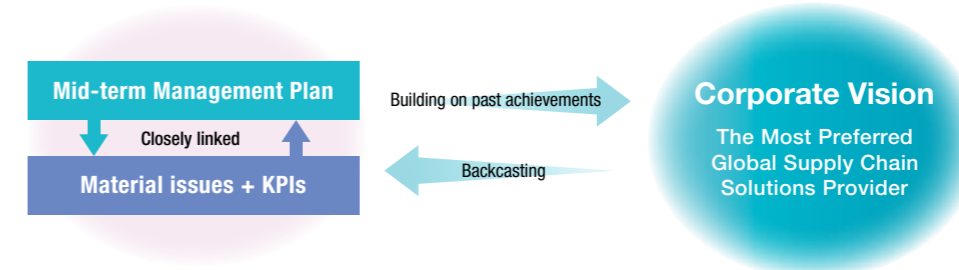 Mid-term Management Plan
Closely linked
Material issues + KPIs
Building on past achievements
Backcasting
Corporate Vision
The Most Preferred
Global Supply Chain
Solutions Provider